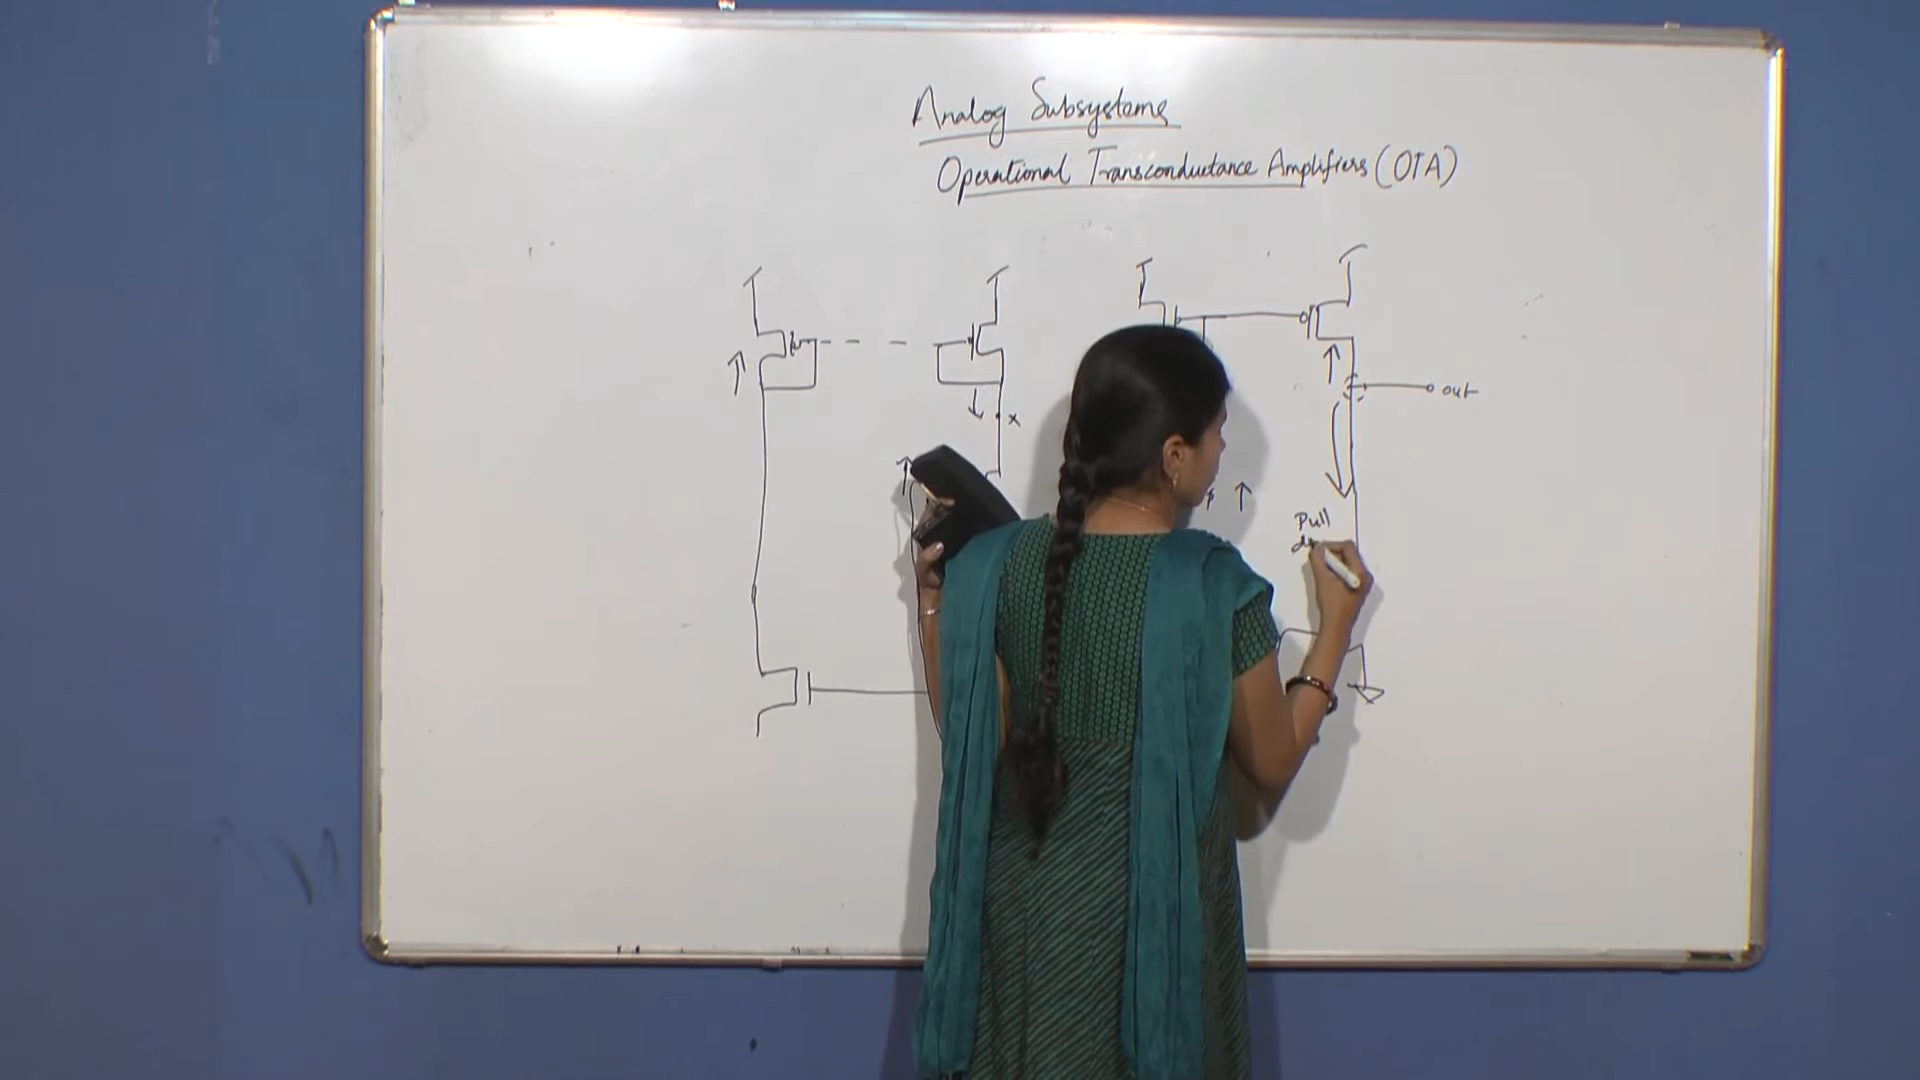 Analog Subsystems
Operational Transconductance Amplifiers (OTA)
out
x
Pull